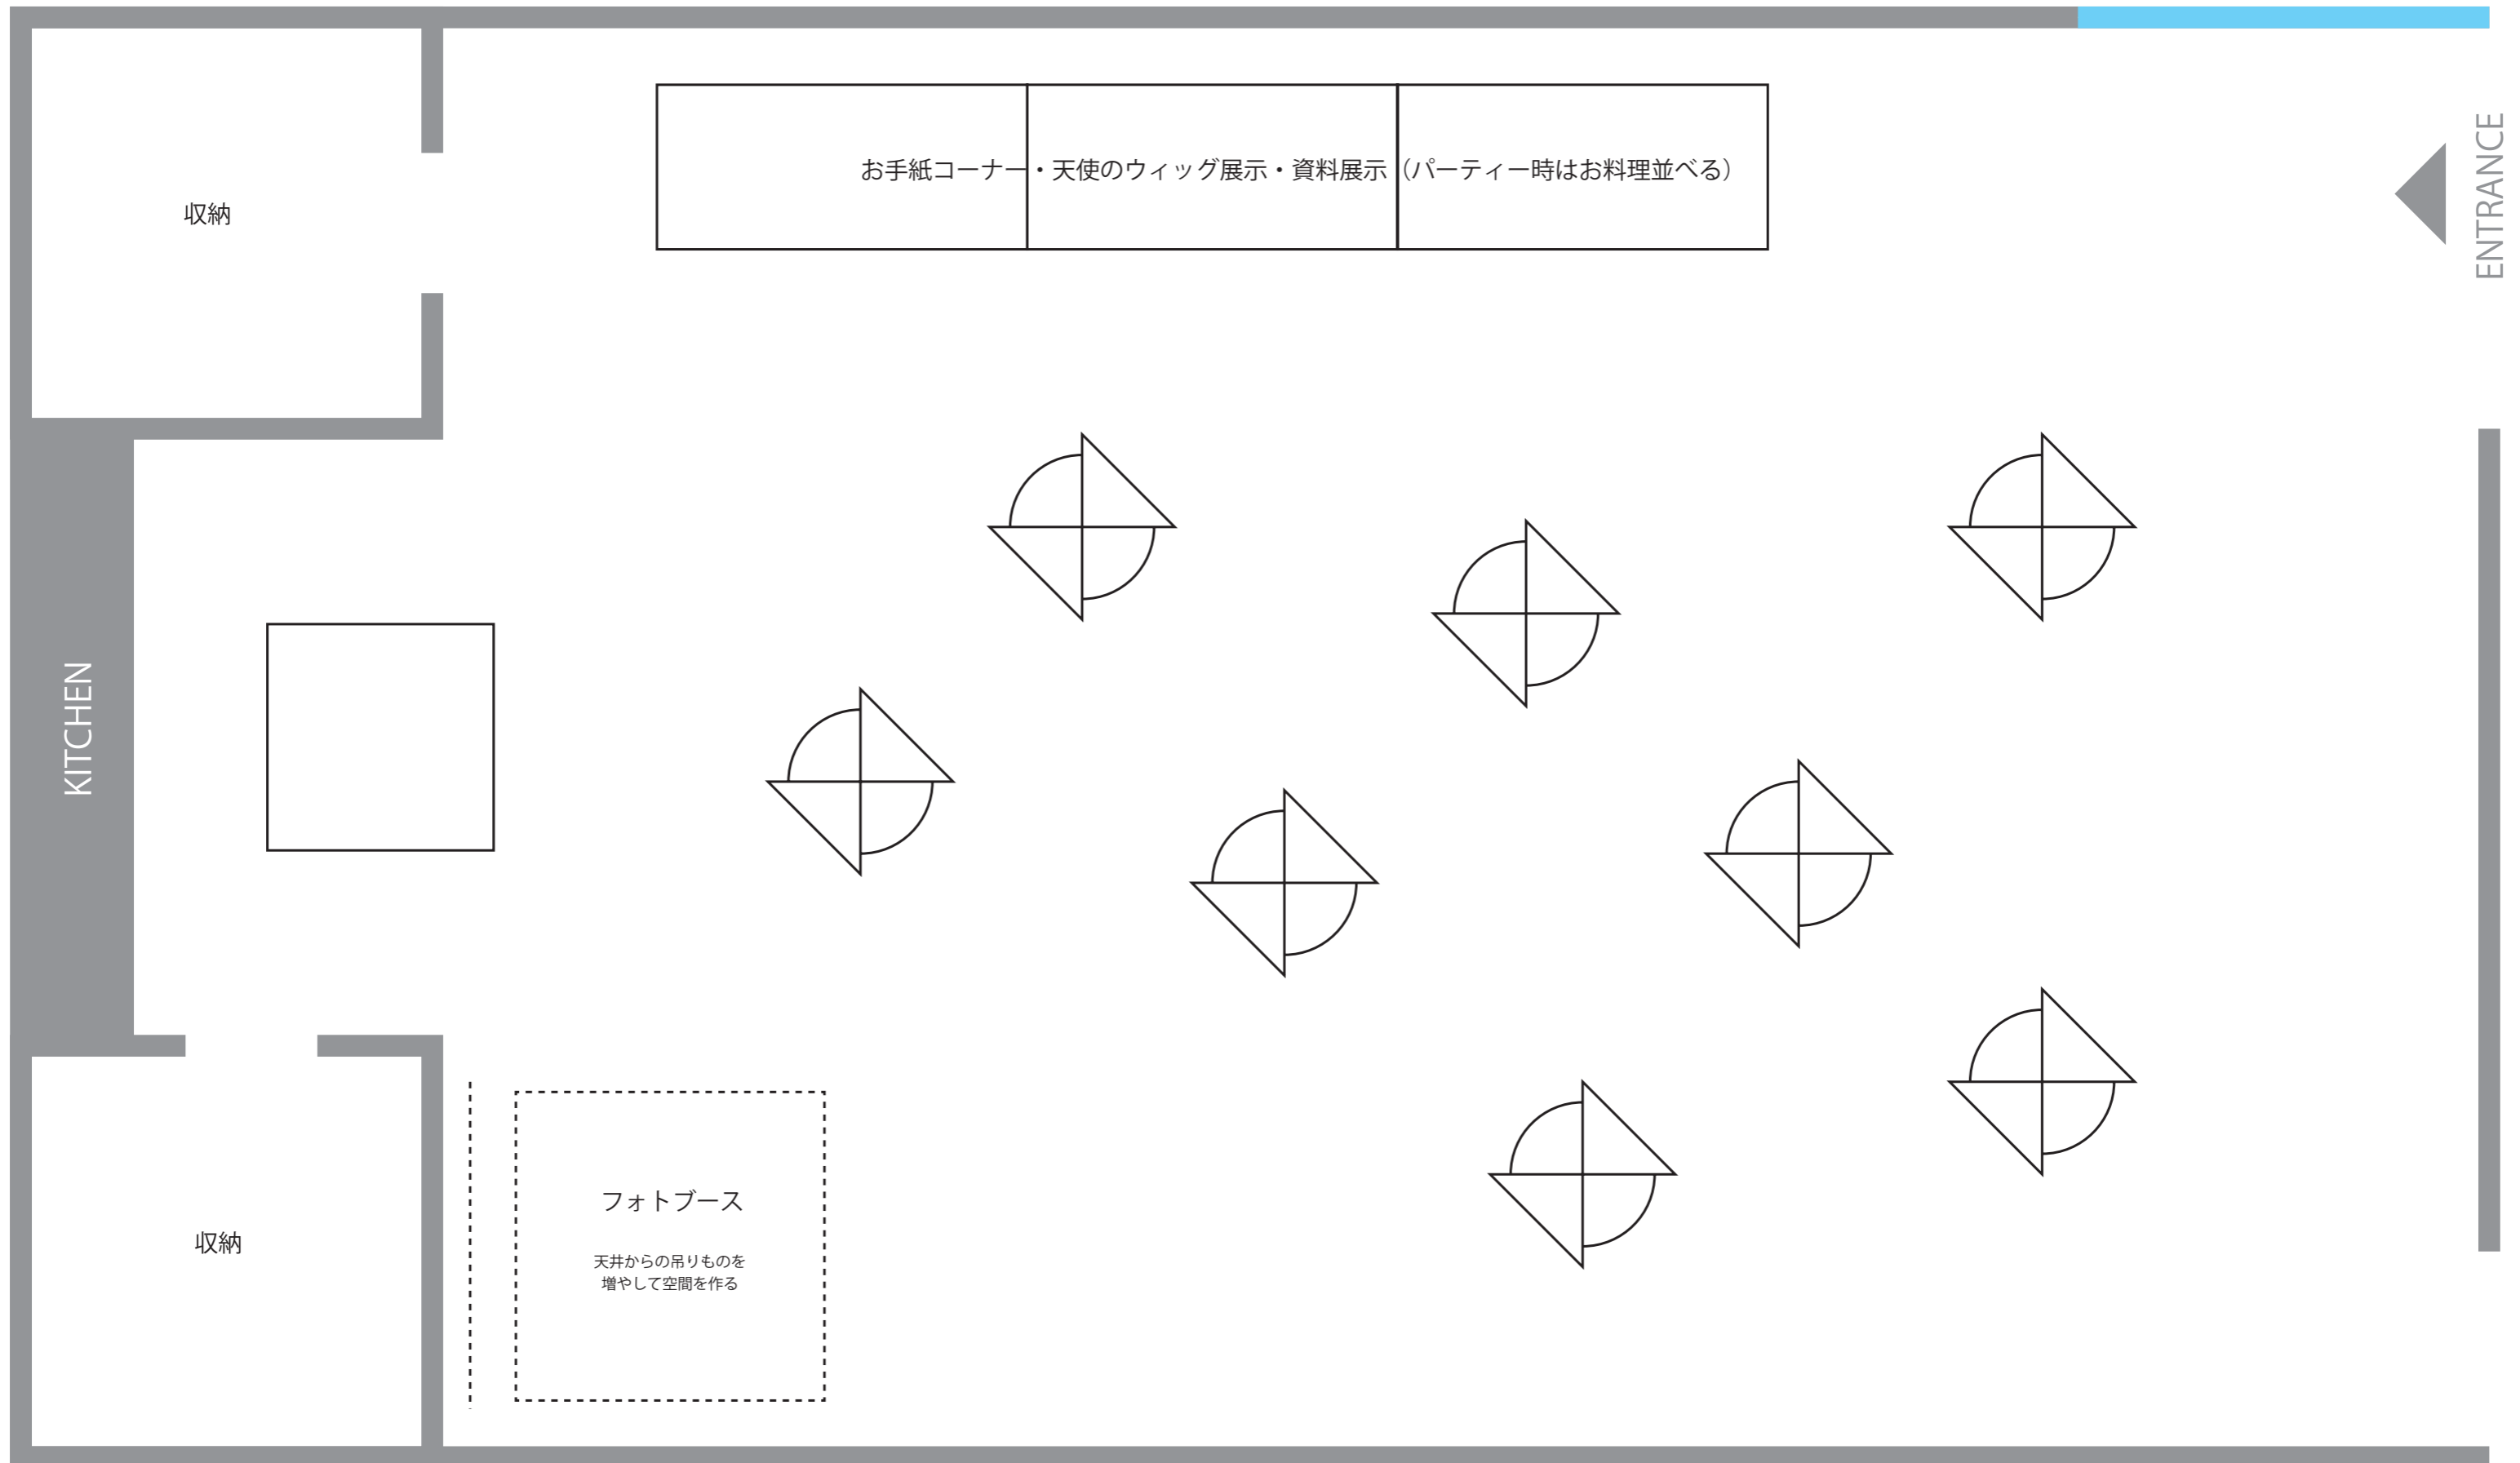 お手紙コーナー・天使のウィッグ展示・資料展示（パーティー時はお料理並べる）
ENTRANCE
収納
KITCHEN
フォトブース
収納
天井からの吊りものを
増やして空間を作る